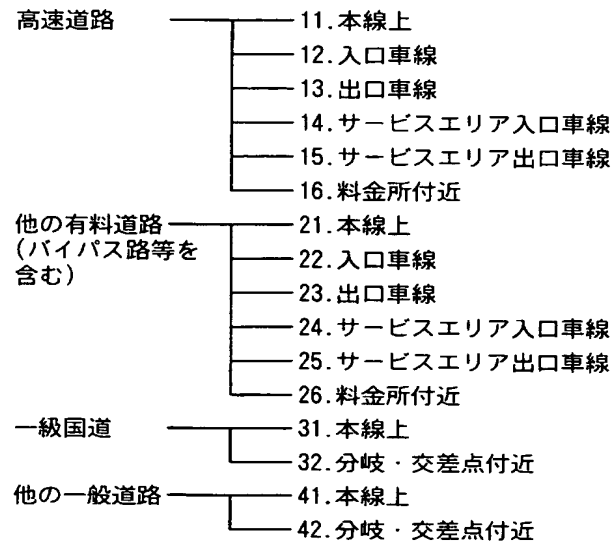 高速道路
11.本線上
12.入口車線
13.出口車線
14.サービスエリア入口車線
15.サービスエリア出口車線
16.料金所付近
他の有料道路
(バイパス路等を
含む)
21.本線上
22.入口車線
23.出口車線
24.サービスエリア入口車線
25.サービスエリア出口車線
26.料金所付近
一級国道
31.本線上
32.分岐・交差点付近
他の一般道路
41.本線上
42.分岐・交差点付近